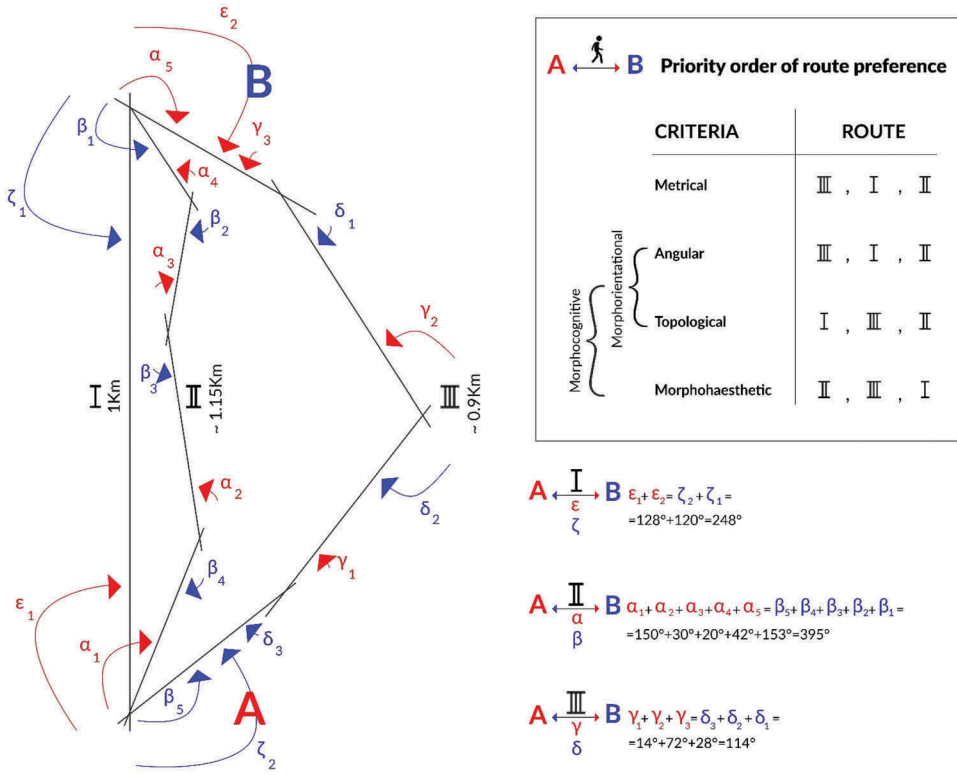 ε₂
α₅
B
β₁
γ₃
α₄
ζ₁
β₂
δ₁
α₃
γ₂
β₃
I
1Km
II
~ 1.15Km
III
~ 0.9Km
α₂
δ₂
β₄
γ₁
ε₁
α₁
δ₃
β₅
A
ζ₂
A B Priority order of route preference
CRITERIA ROUTE
Metrical III , I , II
Angular III , I , II
Topological I , III , II
Morphohaesthetic II , III , I
Morphocognitive
Morphorientational
I
A B ε₁+ε₂=ζ₂+ζ₁=
ε
ζ
=128°+120°=248°
II
A B α₁+α₂+α₃+α₄+α₅=β₅+β₄+β₃+β₂+β₁=
α
β
=150°+30°+20°+42°+153°=395°
III
A B γ₁+γ₂+γ₃=δ₃+δ₂+δ₁=
γ
δ
=14°+72°+28°=114°